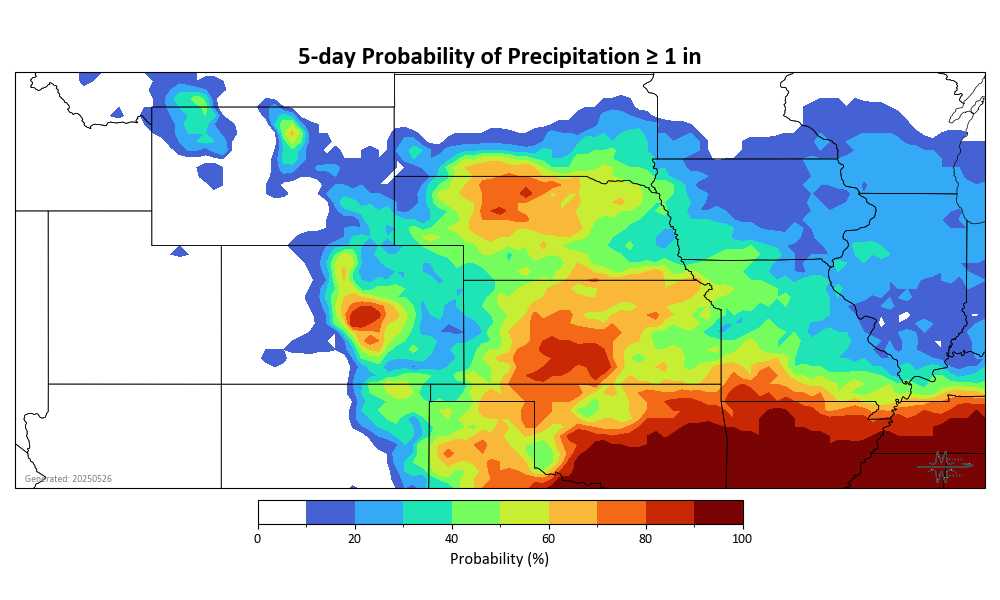 5-day Probability of Precipitation ≥ 1 in
Generated: 20250526
0 20 40 60 80 100
Probability (%)